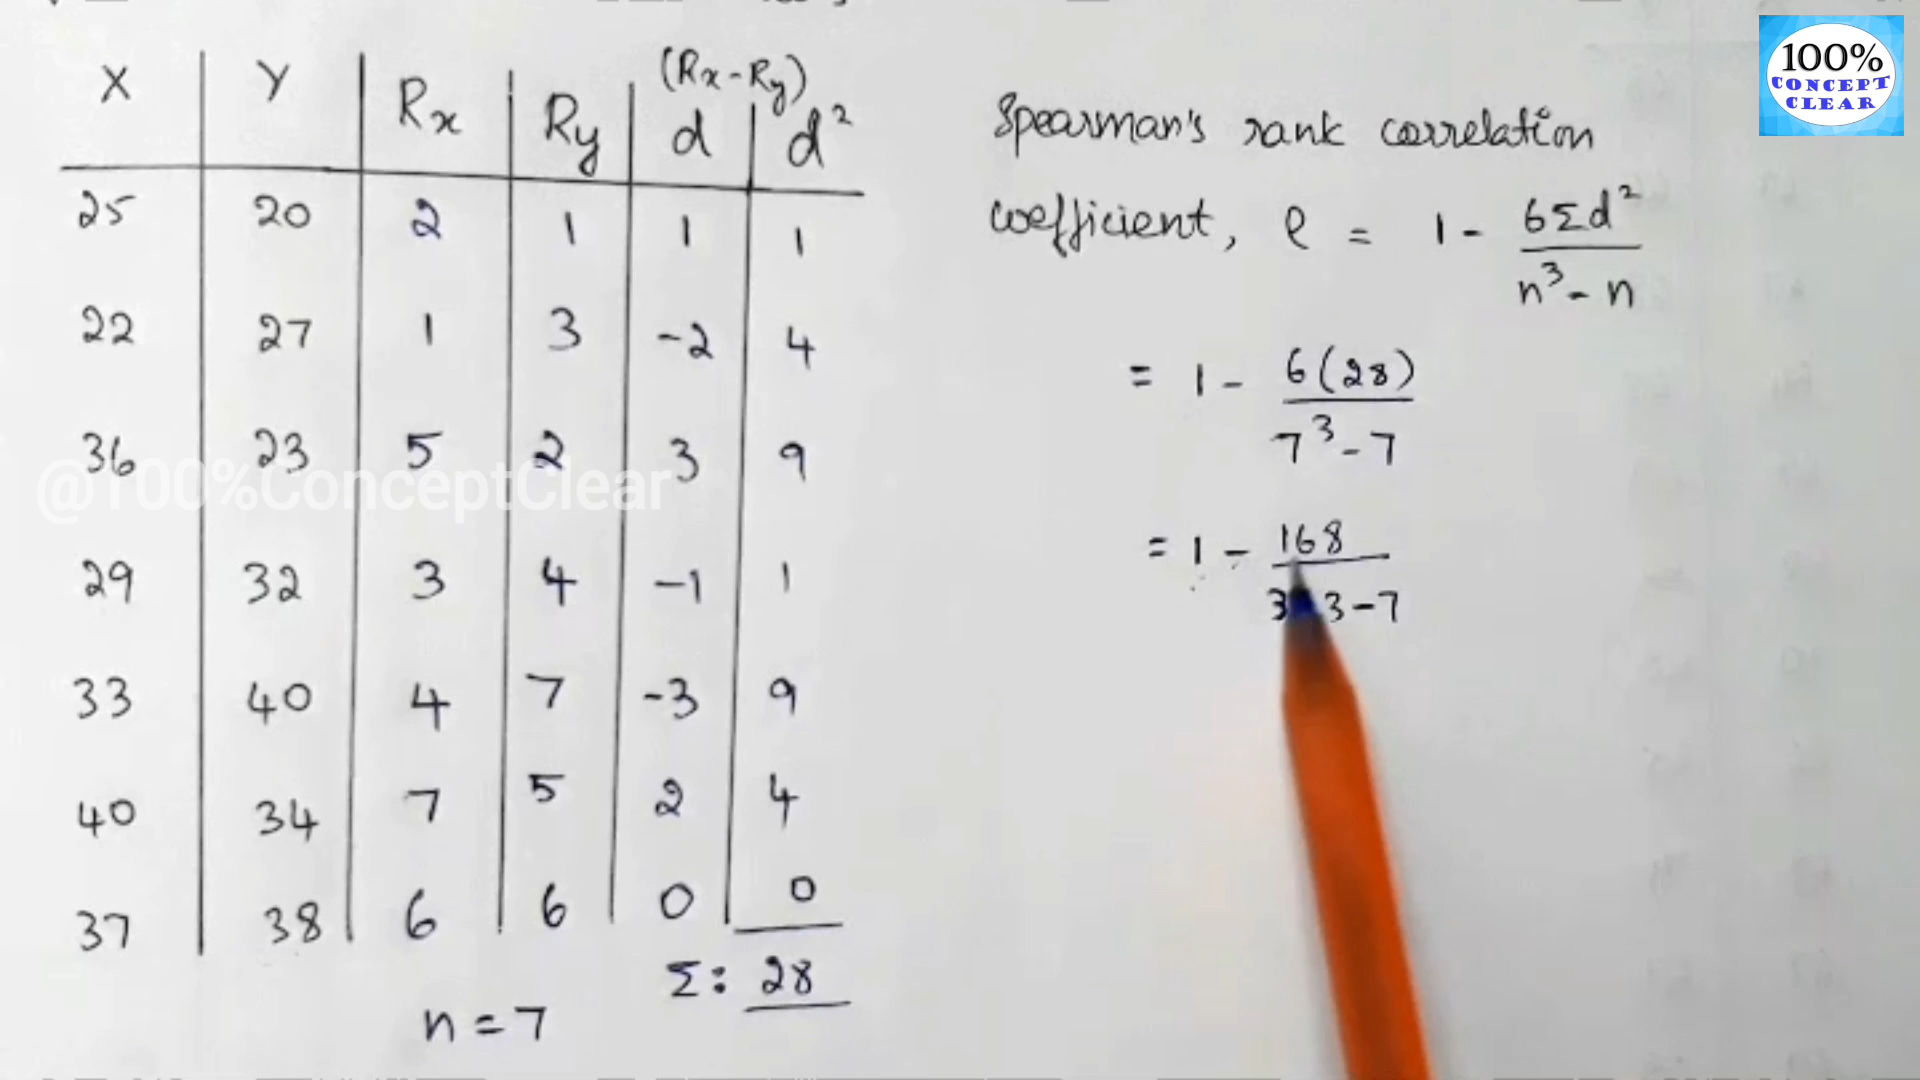 X Y Rx Ry (Rx-Ry) d d²
25 20 2 1 1 1
22 27 1 3 -2 4
36 23 5 2 3 9
29 32 3 4 -1 1
33 40 4 7 -3 9
40 34 7 5 2 4
37 38 6 6 0 0
Σ: 28
n = 7
Spearman's rank correlation
coefficient, ρ = 1 - 6Σd² / n³ - n
= 1 - 6(28) / 7³ - 7
= 1 - 168 / 3 3 - 7
100%
CONCEPT
CLEAR
@100%ConceptClear